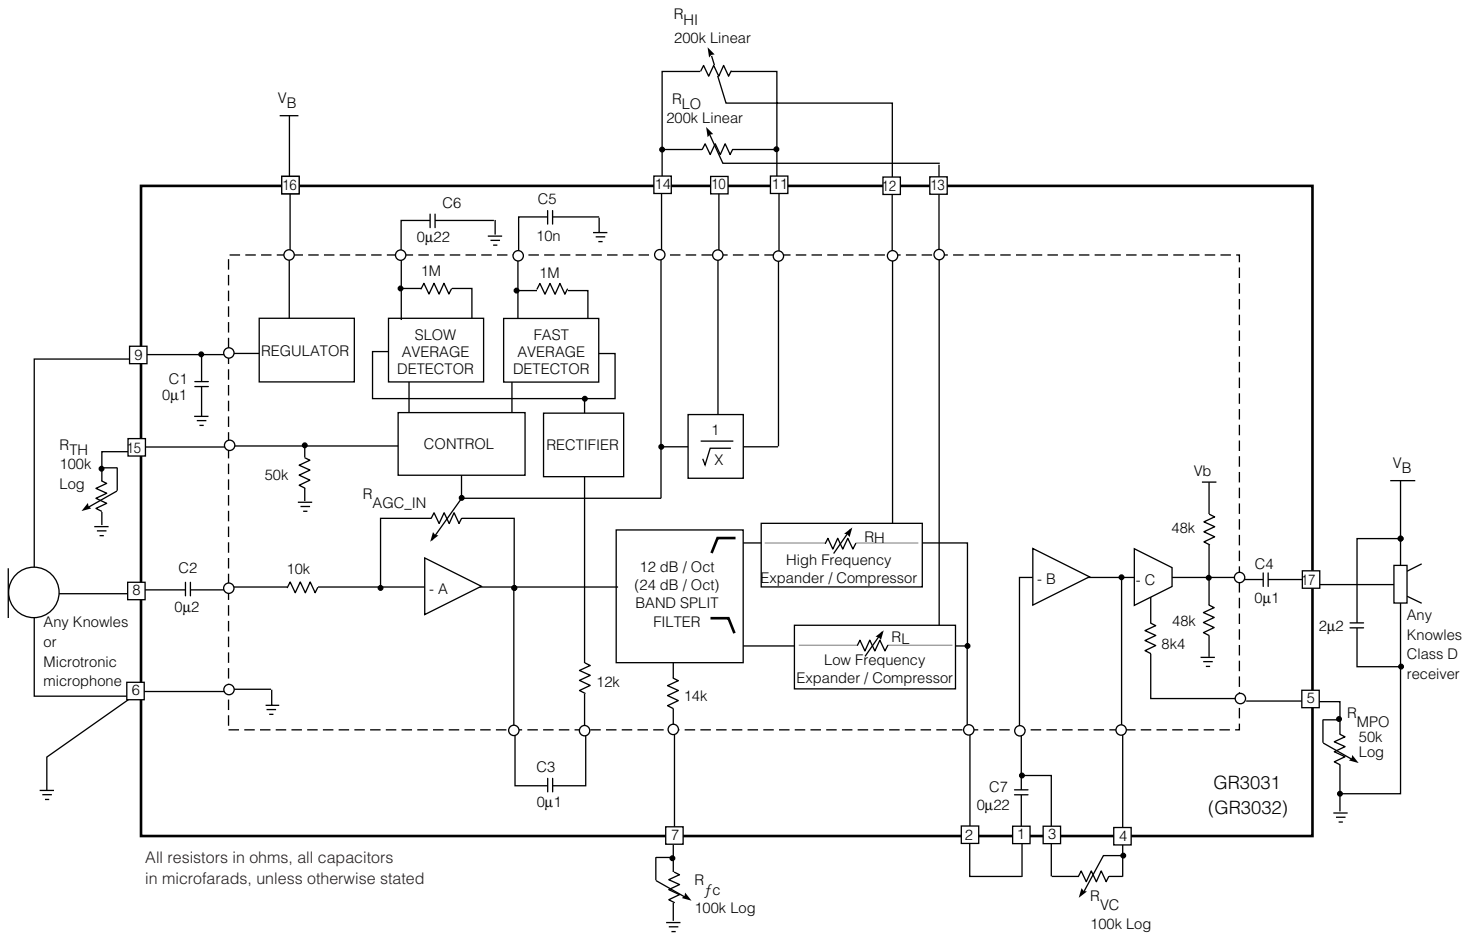 RHI
200k Linear
RLO
200k Linear
VB
16
14
10
11
12
13
C6
0µ22
C5
10n
1M
1M
REGULATOR
SLOW
AVERAGE
DETECTOR
FAST
AVERAGE
DETECTOR
9
C1
0µ1
RTH
100k
Log
15
50k
CONTROL
RECTIFIER
1
√X
RAGC_IN
10k
- A
8
C2
0µ2
Any Knowles
or
Microtronic
microphone
6
12 dB / Oct
(24 dB / Oct)
BAND SPLIT
FILTER
RH
High Frequency
Expander / Compressor
RL
Low Frequency
Expander / Compressor
12k
14k
- B
- C
Vb
48k
48k
8k4
C4
0µ1
17
VB
2µ2
Any
Knowles
Class D
receiver
5
RMPO
50k
Log
C3
0µ1
C7
0µ22
GR3031
(GR3032)
7
2
1
3
4
All resistors in ohms, all capacitors
in microfarads, unless otherwise stated
Rƒc
100k Log
RVC
100k Log